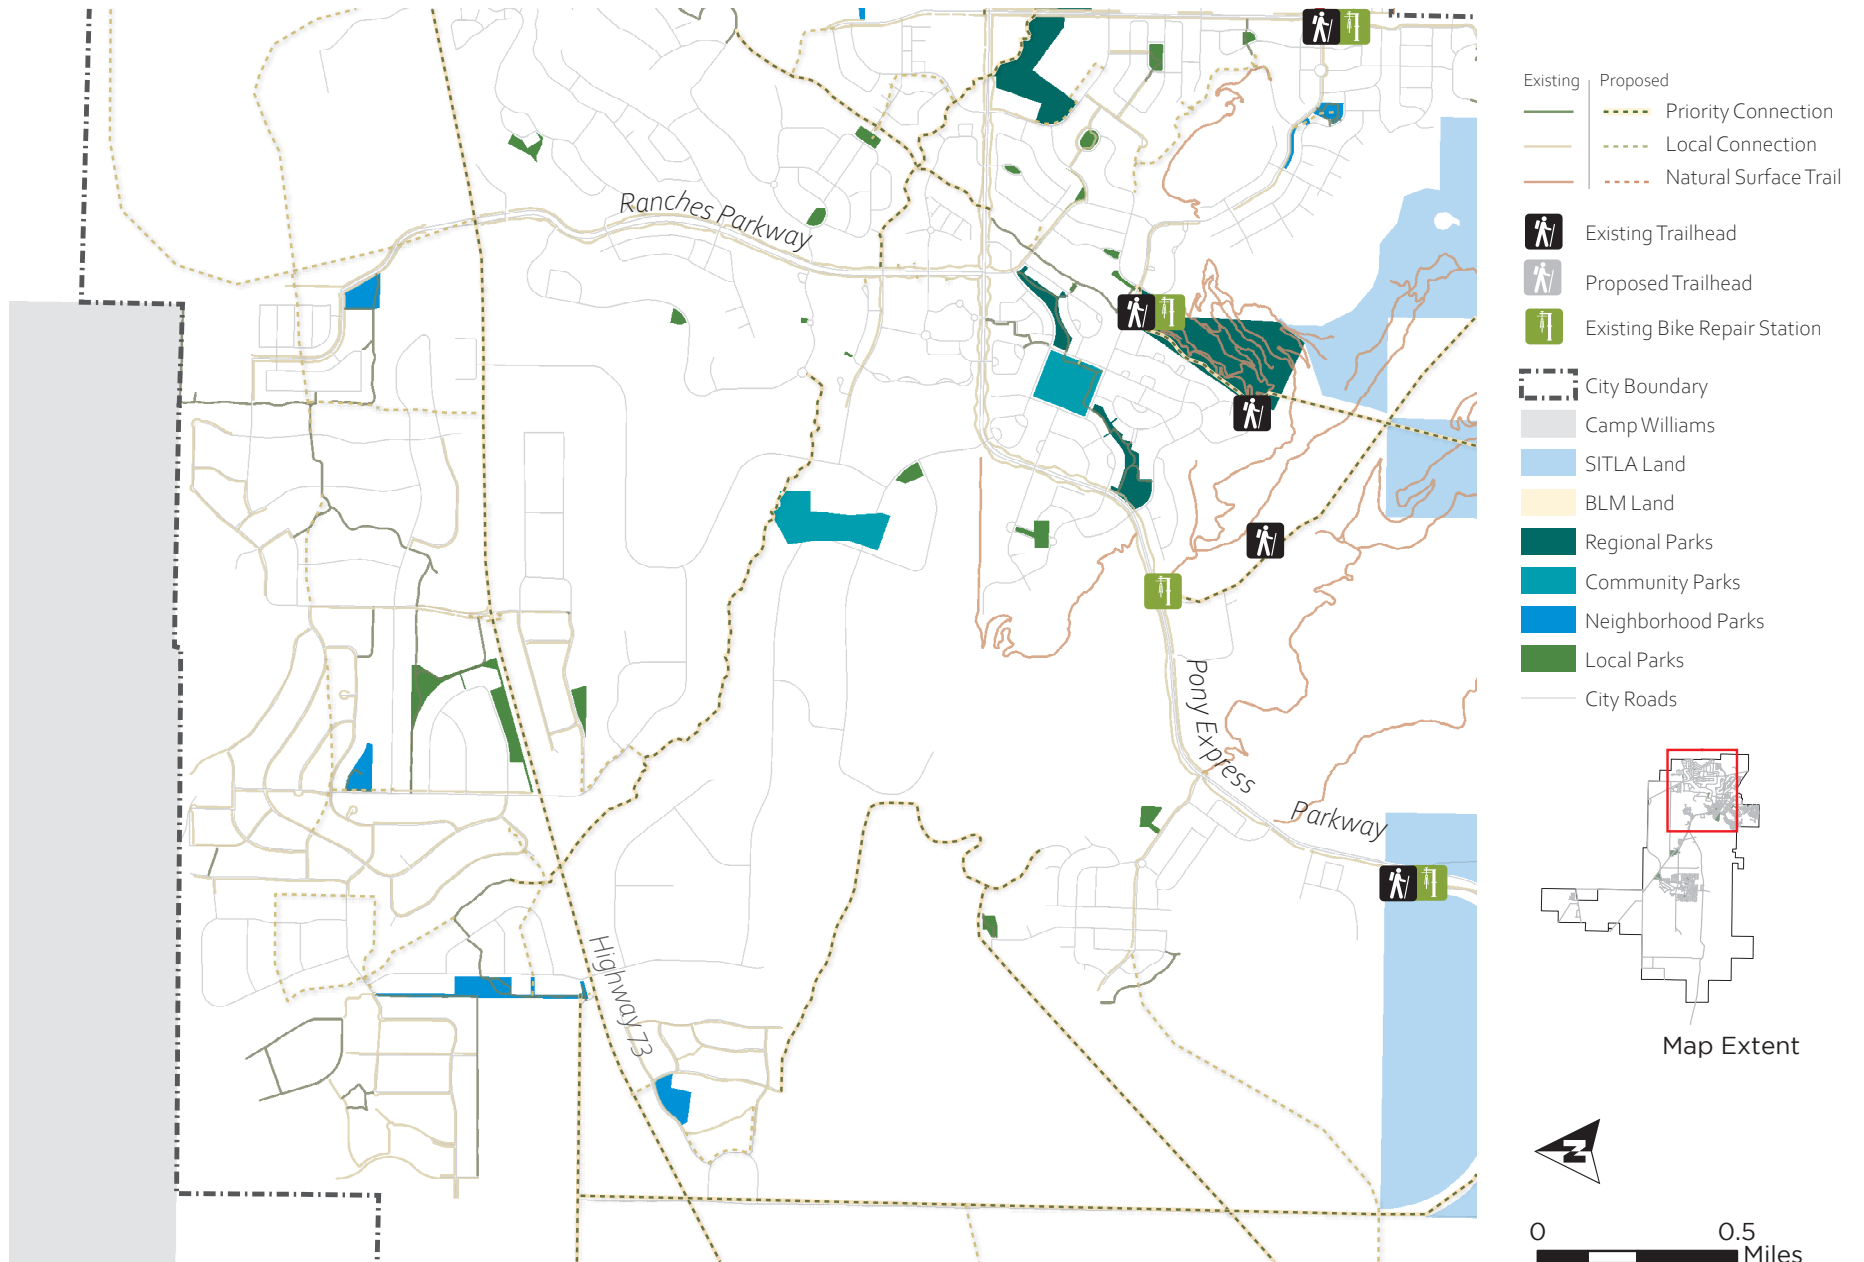 Ranches Parkway
Pony Express
Parkway
Highway 73
Existing
Proposed
Priority Connection
Local Connection
Natural Surface Trail
Existing Trailhead
Proposed Trailhead
Existing Bike Repair Station
City Boundary
Camp Williams
SITLA Land
BLM Land
Regional Parks
Community Parks
Neighborhood Parks
Local Parks
City Roads
Map Extent
N
0 0.5
Miles